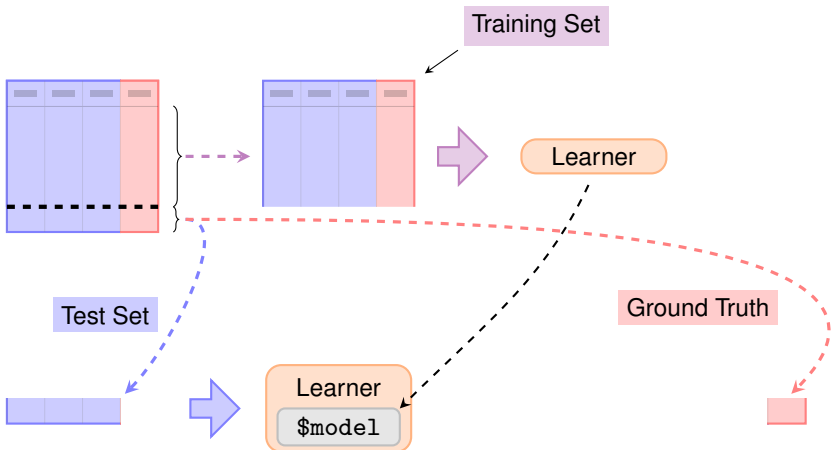 Training Set
Learner
Test Set
Ground Truth
Learner
$model